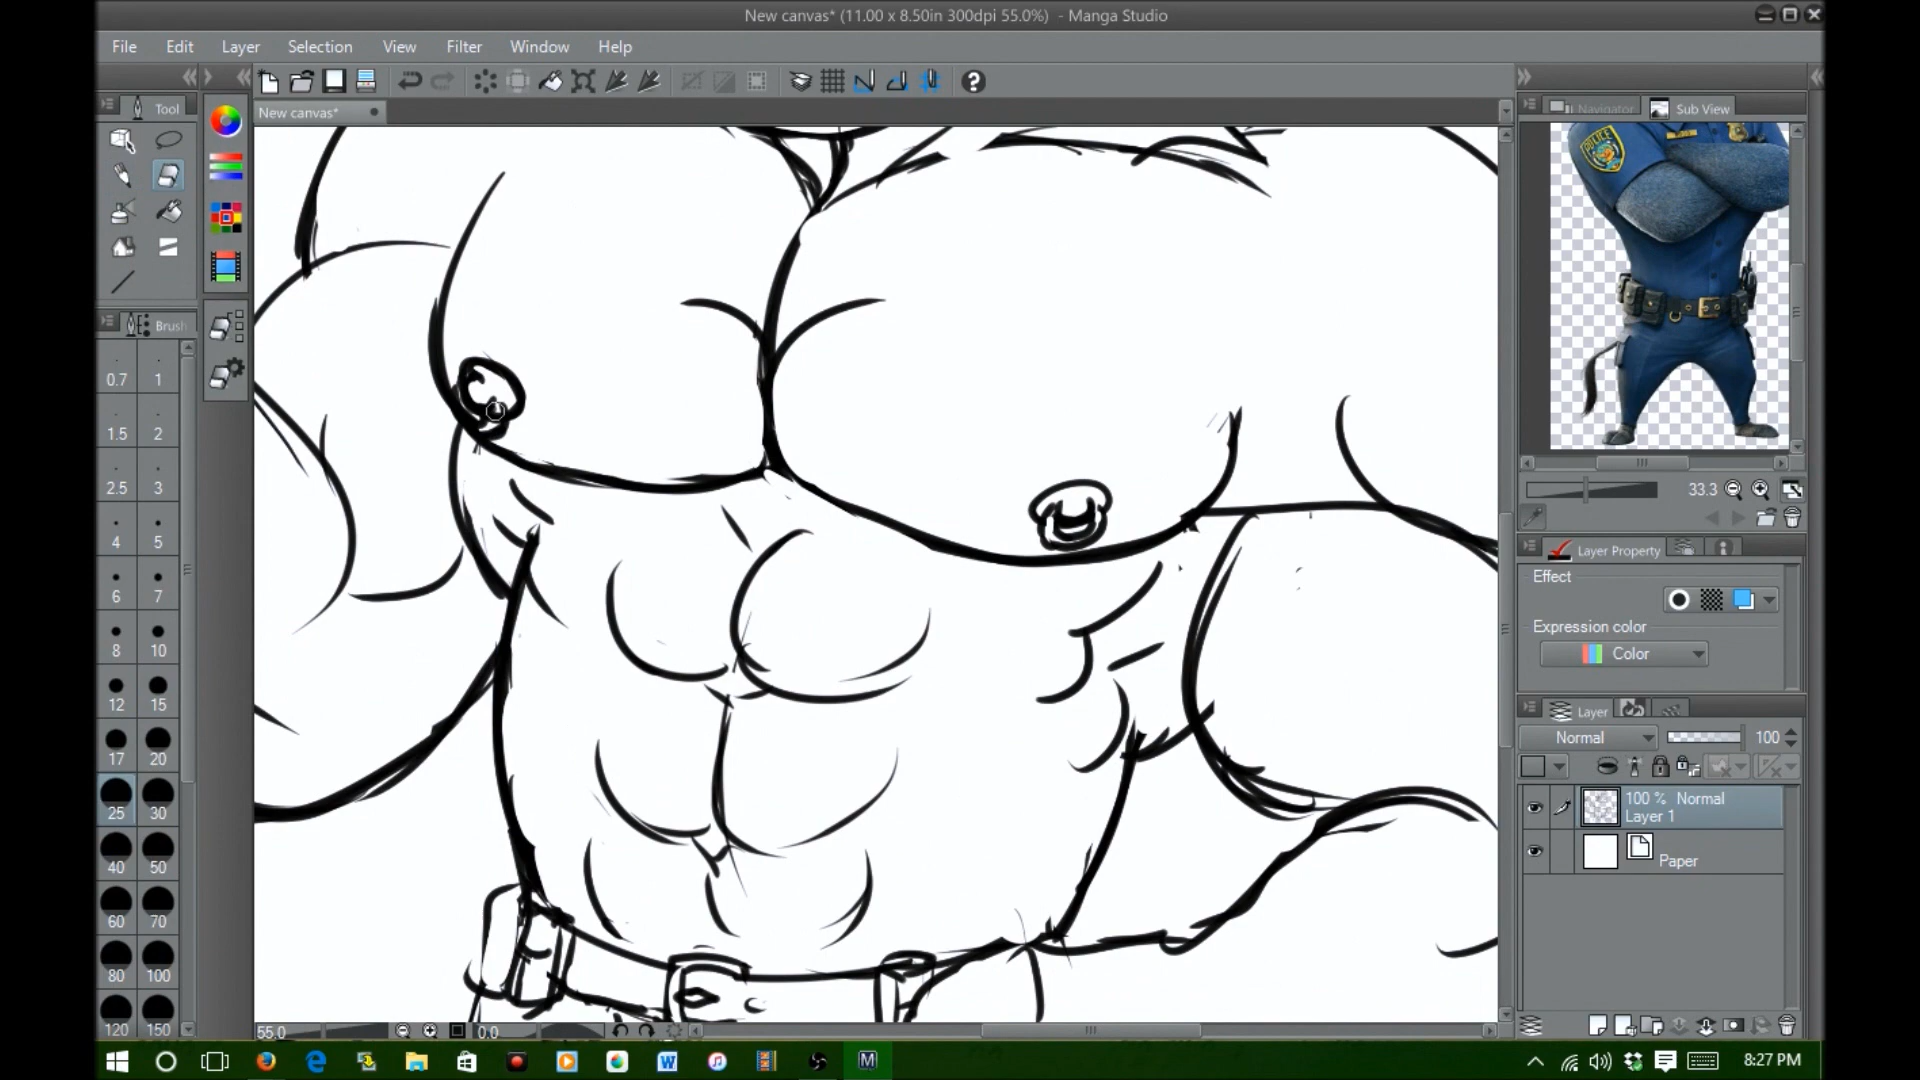 New canvas* (11.00 x 8.50in 300dpi 55.0%) - Manga Studio
File Edit Layer Selection View Filter Window Help
Tool
New canvas*
Navigator Sub View
POLICE
Brush
0.7 1
1.5 2
2.5 3
4 5
6 7
8 10
12 15
17 20
25 30
40 50
60 70
80 100
120 150
33.3
Layer Property
Effect
Expression color
Color
Layer
Normal 100
100 % Normal
Layer 1
Paper
55.0 0.0
8:27 PM